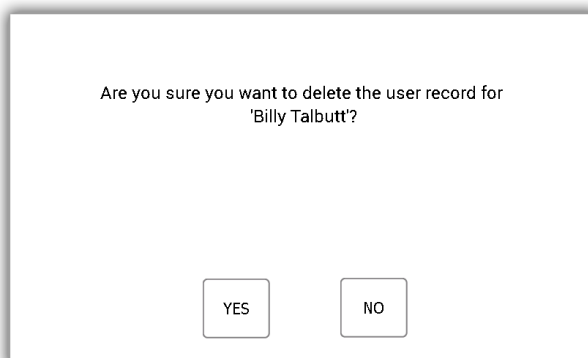 Are you sure you want to delete the user record for
'Billy Talbutt'?
YES
NO